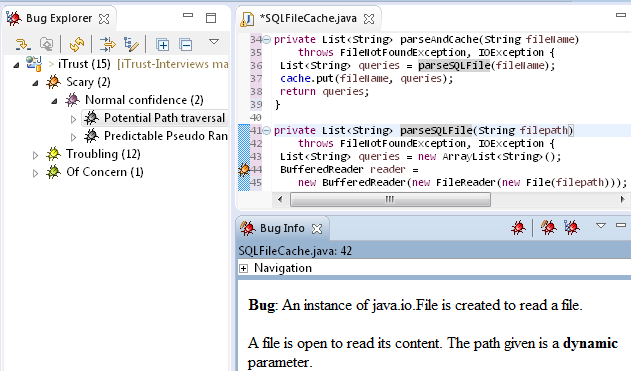 Bug Explorer
iTrust (15) [iTrust-Interviews ma
Scary (2)
Normal confidence (2)
Potential Path traversal
Predictable Pseudo Ran
Troubling (12)
Of Concern (1)
*SQLFileCache.java
34 private List<String> parseAndCache(String fileName)
35 throws FileNotFoundException, IOException {
36 List<String> queries = parseSQLFile(fileName);
37 cache.put(fileName, queries);
38 return queries;
39 }
40
41 private List<String> parseSQLFile(String filepath)
42 throws FileNotFoundException, IOException {
43 List<String> queries = new ArrayList<String>();
44 BufferedReader reader =
45 new BufferedReader(new FileReader(new File(filepath)));
Bug Info
SQLFileCache.java: 42
Navigation
Bug: An instance of java.io.File is created to read a file.
A file is open to read its content. The path given is a dynamic
parameter.